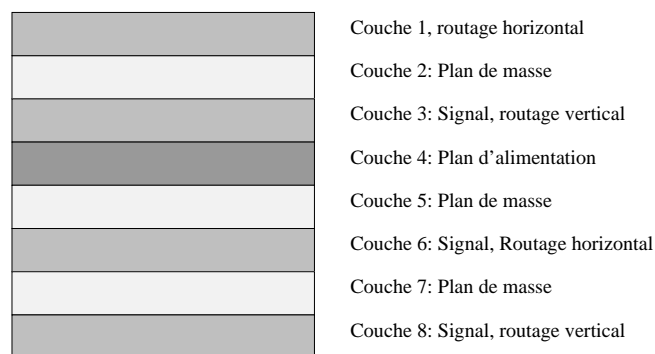 Couche 1, routage horizontal
Couche 2: Plan de masse
Couche 3: Signal, routage vertical
Couche 4: Plan d’alimentation
Couche 5: Plan de masse
Couche 6: Signal, Routage horizontal
Couche 7: Plan de masse
Couche 8: Signal, routage vertical